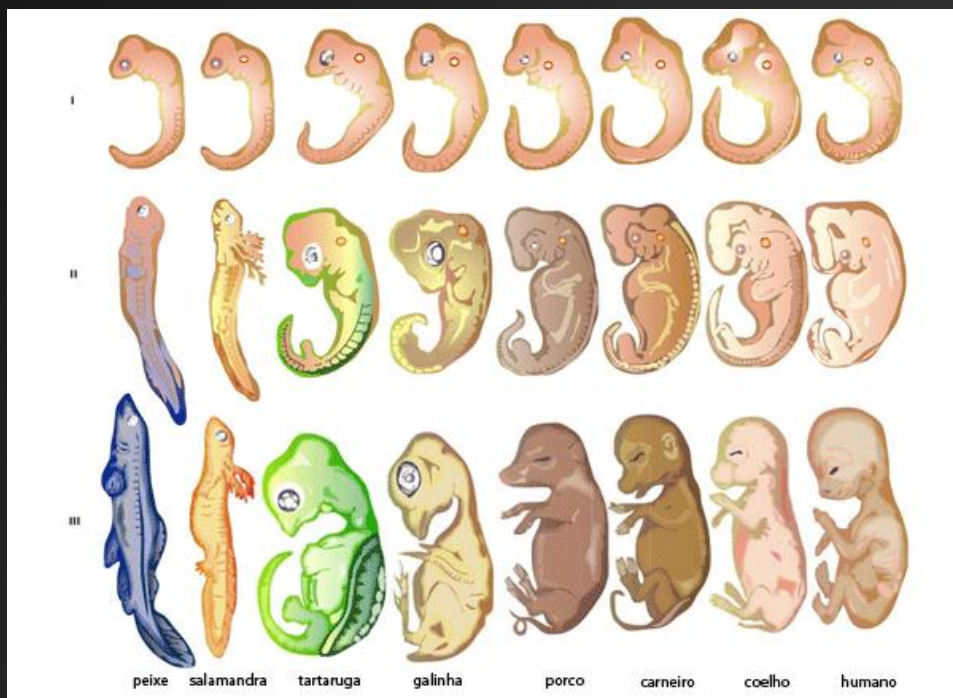 I
II
III
peixe salamandra tartaruga galinha porco carneiro coelho humano